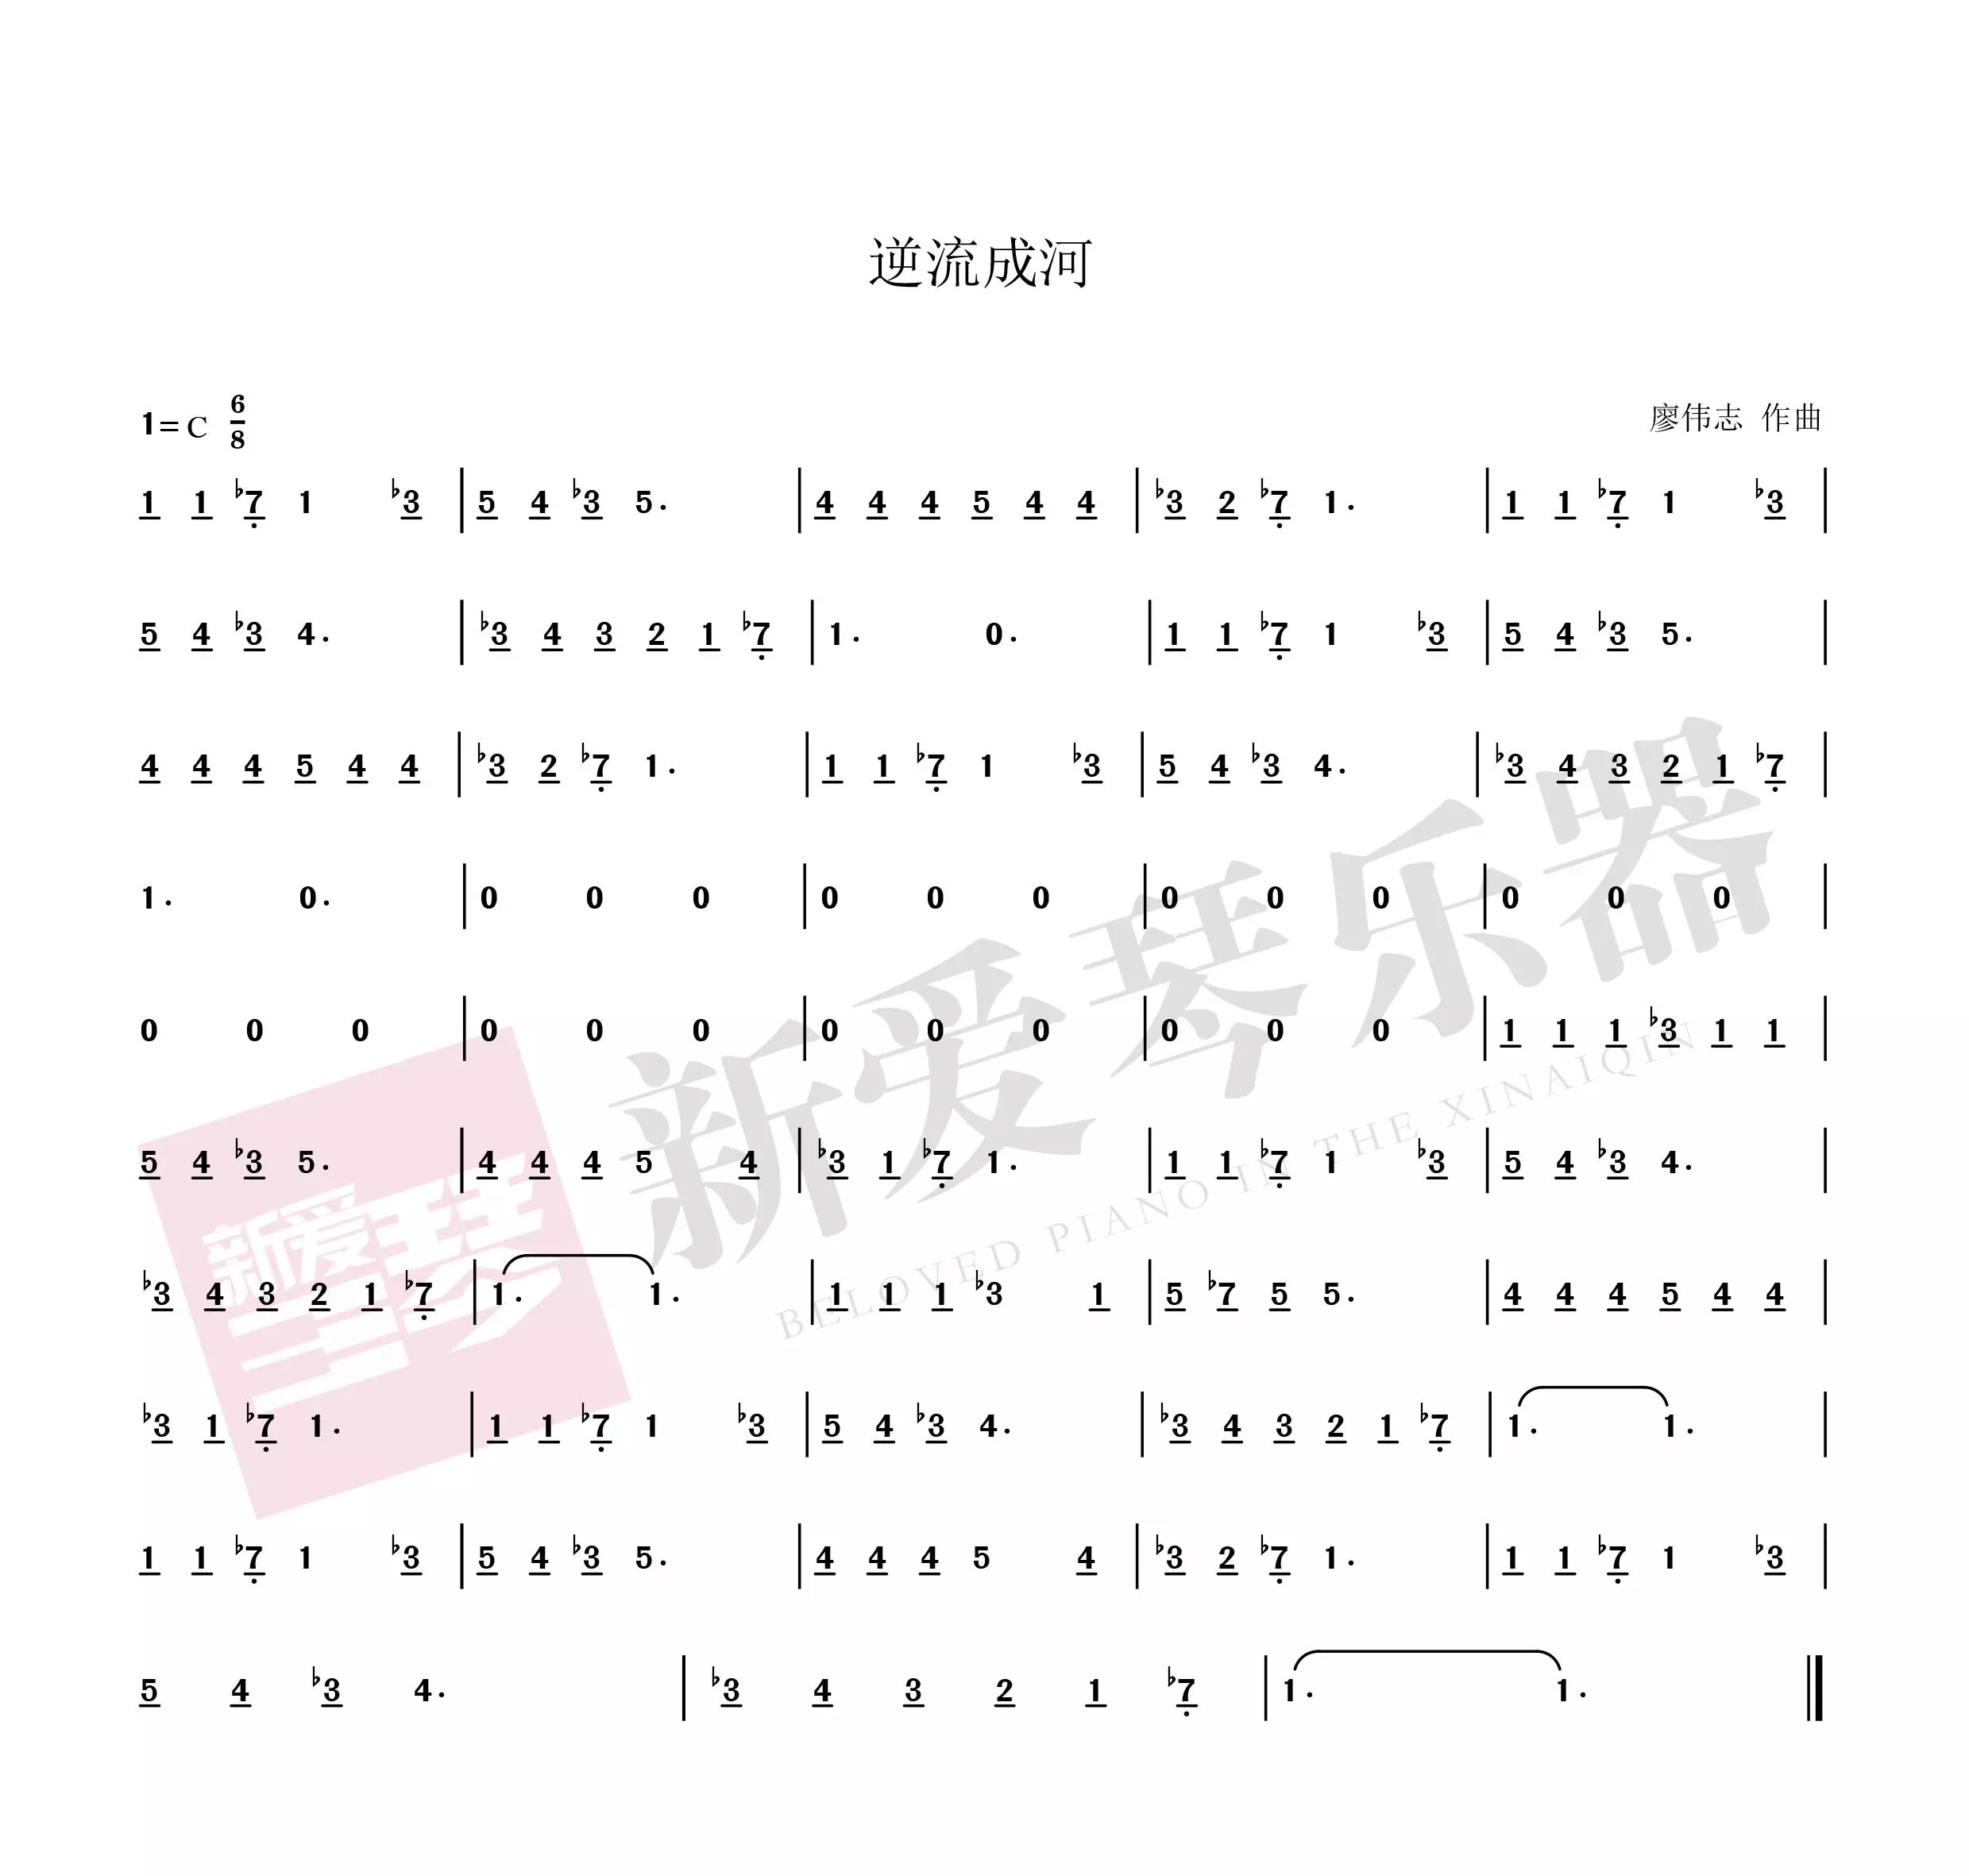 逆流成河
1=C 6/8
廖伟志 作曲
1 1 ♭7̣ 1 ♭3 | 5 4 ♭3 5. | 4 4 4 5 4 4 | ♭3 2 ♭7̣ 1. | 1 1 ♭7̣ 1 ♭3 |
5 4 ♭3 4. | ♭3 4 3 2 1 ♭7̣ | 1. 0. | 1 1 ♭7̣ 1 ♭3 | 5 4 ♭3 5. |
4 4 4 5 4 4 | ♭3 2 ♭7̣ 1. | 1 1 ♭7̣ 1 ♭3 | 5 4 ♭3 4. | ♭3 4 3 2 1 ♭7̣ |
1. 0. | 0 0 0 | 0 0 0 | 0 0 0 | 0 0 0 |
0 0 0 | 0 0 0 | 0 0 0 | 0 0 0 | 1 1 1 ♭3 1 1 |
5 4 ♭3 5. | 4 4 4 5 4 | ♭3 1 ♭7̣ 1. | 1 1 ♭7̣ 1 ♭3 | 5 4 ♭3 4. |
♭3 4 3 2 1 ♭7̣ | 1. 1. | 1 1 1 ♭3 1 | 5 ♭7 5 5. | 4 4 4 5 4 4 |
♭3 1 ♭7̣ 1. | 1 1 ♭7̣ 1 ♭3 | 5 4 ♭3 4. | ♭3 4 3 2 1 ♭7̣ | 1. 1. |
1 1 ♭7̣ 1 ♭3 | 5 4 ♭3 5. | 4 4 4 5 4 | ♭3 2 ♭7̣ 1. | 1 1 ♭7̣ 1 ♭3 |
5 4 ♭3 4. | ♭3 4 3 2 1 ♭7̣ | 1. 1. ‖
新爱琴
新爱琴乐器
BELOVED PIANO IN THE XINAIQIN